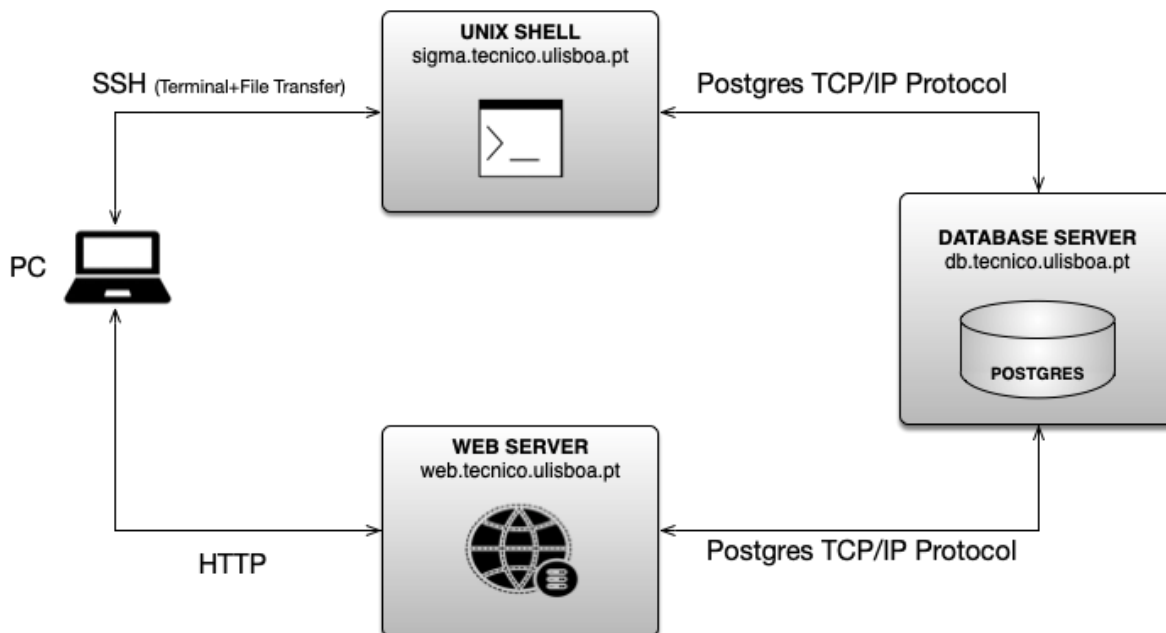 UNIX SHELL
sigma.tecnico.ulisboa.pt
>_
SSH (Terminal+File Transfer)
Postgres TCP/IP Protocol
PC
DATABASE SERVER
db.tecnico.ulisboa.pt
POSTGRES
WEB SERVER
web.tecnico.ulisboa.pt
HTTP
Postgres TCP/IP Protocol